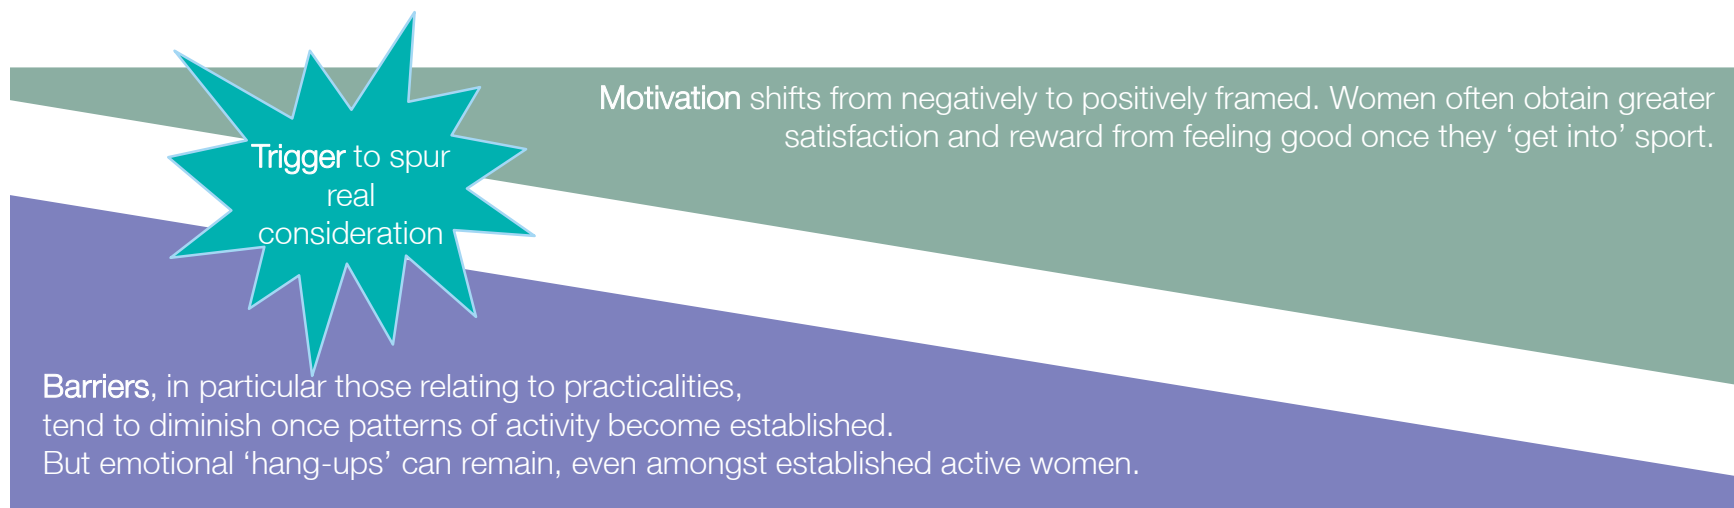 Motivation shifts from negatively to positively framed. Women often obtain greater
satisfaction and reward from feeling good once they ‘get into’ sport.
Trigger to spur
real
consideration
Barriers, in particular those relating to practicalities,
tend to diminish once patterns of activity become established.
But emotional ‘hang-ups’ can remain, even amongst established active women.